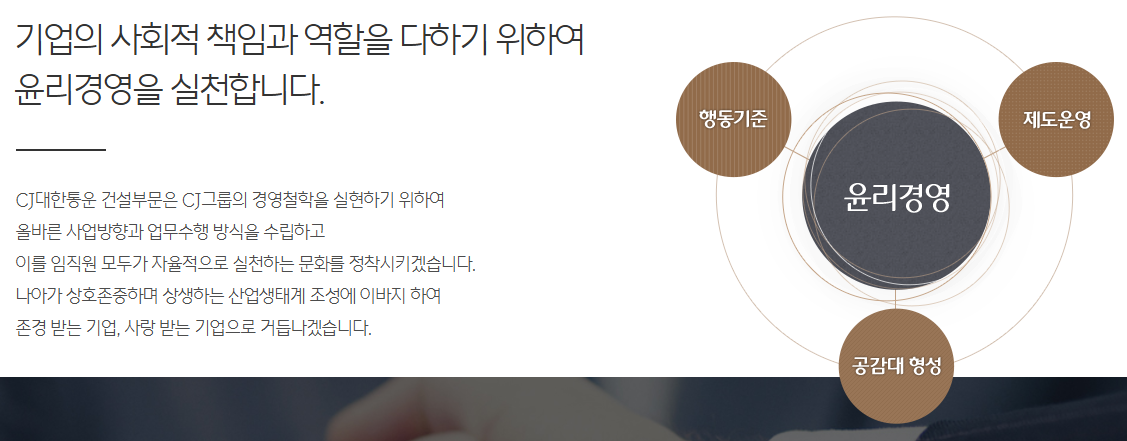 기업의 사회적 책임과 역할을 다하기 위하여
윤리경영을 실천합니다.
CJ대한통운 건설부문은 CJ그룹의 경영철학을 실현하기 위하여
올바른 사업방향과 업무수행 방식을 수립하고
이를 임직원 모두가 자율적으로 실천하는 문화를 정착시키겠습니다.
나아가 상호존중하며 상생하는 산업생태계 조성에 이바지 하여
존경 받는 기업, 사랑 받는 기업으로 거듭나겠습니다.
행동기준
제도운영
윤리경영
공감대 형성